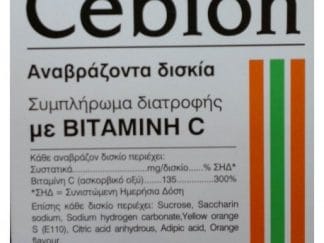 Cebion
Αναβράζοντα δισκία
Συμπλήρωμα διατροφής
με ΒΙΤΑΜΙΝΗ C
Κάθε αναβράζον δισκίο περιέχει:
Συστατικά.....................mg/δισκίο...... % ΣΗΔ*
Βιταμίνη C (ασκορβικό οξύ)...135...........300%
*ΣΗΔ = Συνιστώμενη Ημερήσια Δόση
Επίσης κάθε δισκίο περιέχει: Sucrose, Saccharin
sodium, Sodium hydrogen carbonate,Yellow orange
S (E110), Citric acid anhydrous, Adipic acid, Orange
flavour